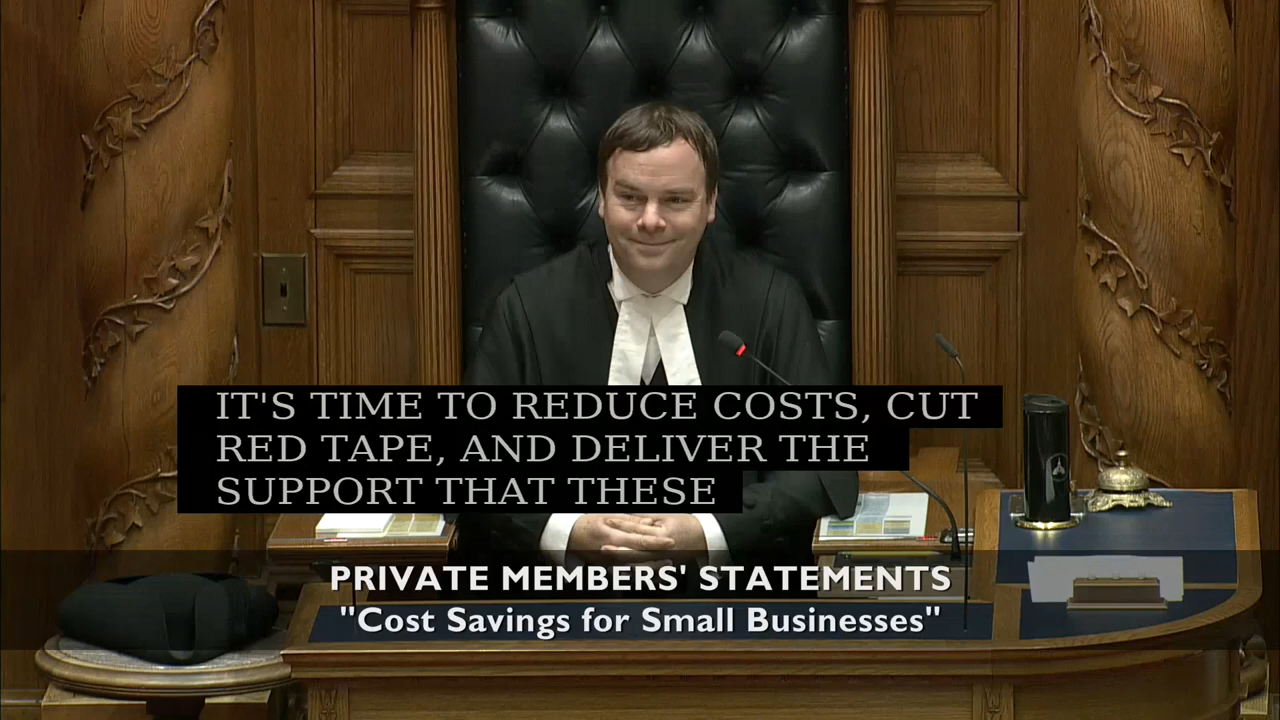 IT'S TIME TO REDUCE COSTS, CUT
RED TAPE, AND DELIVER THE
SUPPORT THAT THESE
PRIVATE MEMBERS' STATEMENTS
"Cost Savings for Small Businesses"